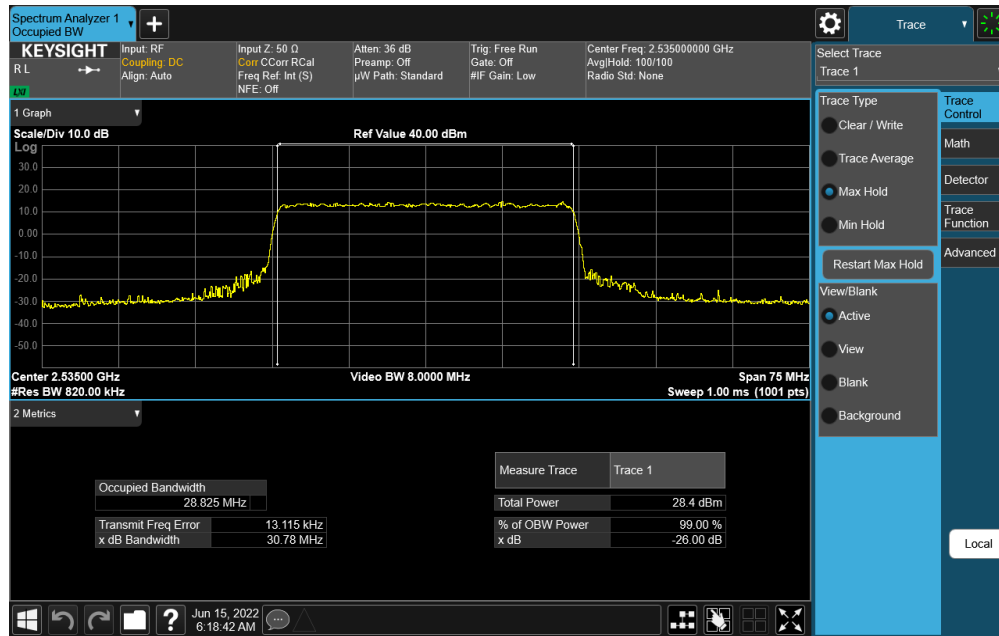 Spectrum Analyzer 1
Occupied BW
Trace
KEYSIGHT
R L
LXI
Input: RF
Coupling: DC
Align: Auto
Input Z: 50 Ω
Corr CCorr RCal
Freq Ref: Int (S)
NFE: Off
Atten: 36 dB
Preamp: Off
µW Path: Standard
Trig: Free Run
Gate: Off
#IF Gain: Low
Center Freq: 2.535000000 GHz
Avg|Hold: 100/100
Radio Std: None
Select Trace
Trace 1
1 Graph
Scale/Div 10.0 dB
Ref Value 40.00 dBm
Log
30.0
20.0
10.0
0.00
-10.0
-20.0
-30.0
-40.0
-50.0
Center 2.53500 GHz
Video BW 8.0000 MHz
Span 75 MHz
#Res BW 820.00 kHz
Sweep 1.00 ms (1001 pts)
Trace Type
Clear / Write
Trace Average
Max Hold
Min Hold
Restart Max Hold
View/Blank
Active
View
Blank
Background
Trace
Control
Math
Detector
Trace
Function
Advanced
Local
2 Metrics
Occupied Bandwidth
28.825 MHz
Transmit Freq Error 13.115 kHz
x dB Bandwidth 30.78 MHz
Measure Trace Trace 1
Total Power 28.4 dBm
% of OBW Power 99.00 %
x dB -26.00 dB
?
Jun 15, 2022
6:18:42 AM